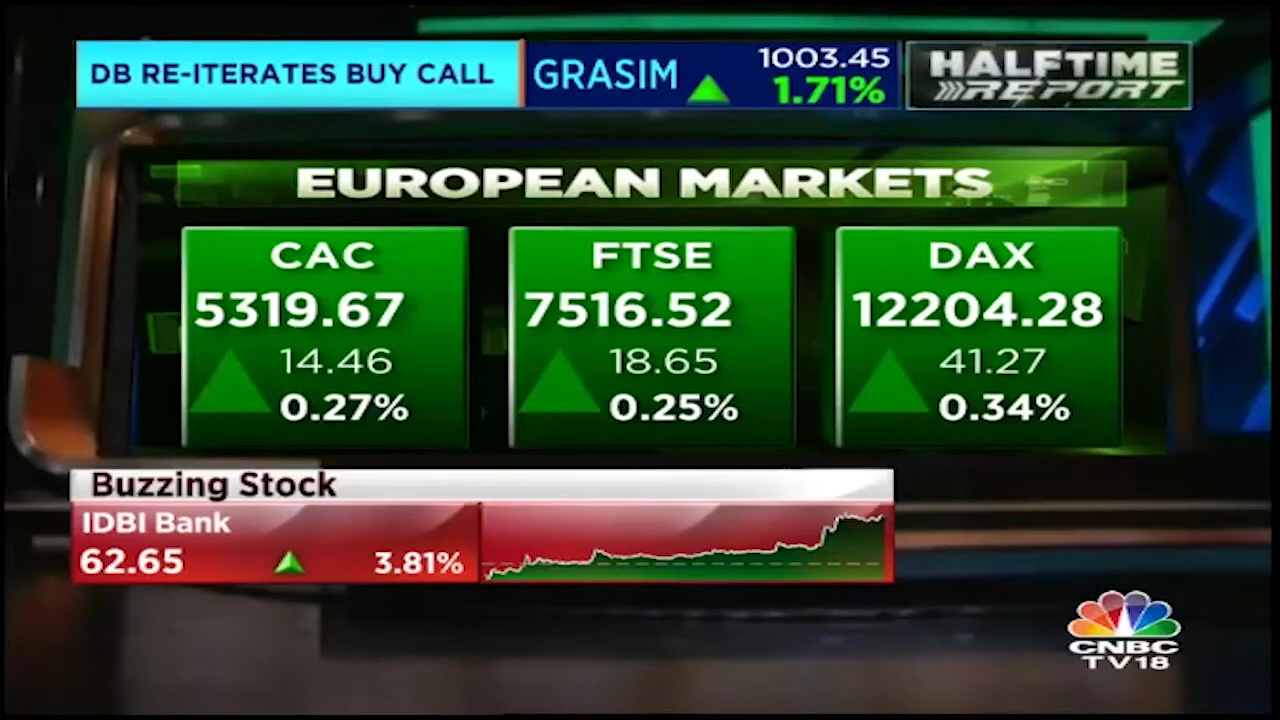 DB RE-ITERATES BUY CALL
GRASIM
1003.45
1.71%
HALFTIME
REPORT
EUROPEAN MARKETS
CAC
5319.67
14.46
0.27%
FTSE
7516.52
18.65
0.25%
DAX
12204.28
41.27
0.34%
Buzzing Stock
IDBI Bank
62.65
3.81%
CNBC
TV18